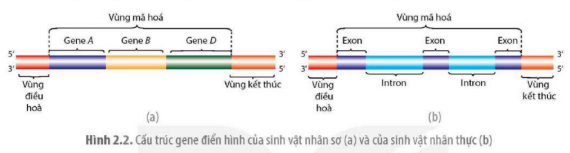 Vùng mã hoá
Gene A Gene B Gene D
5' 3'
3' 5'
Vùng điều hoà
Vùng kết thúc
(a)
Vùng mã hoá
Exon Exon Exon
5' 3'
3' 5'
Vùng điều hoà
Intron Intron
Vùng kết thúc
(b)
Hình 2.2. Cấu trúc gene điển hình của sinh vật nhân sơ (a) và của sinh vật nhân thực (b)